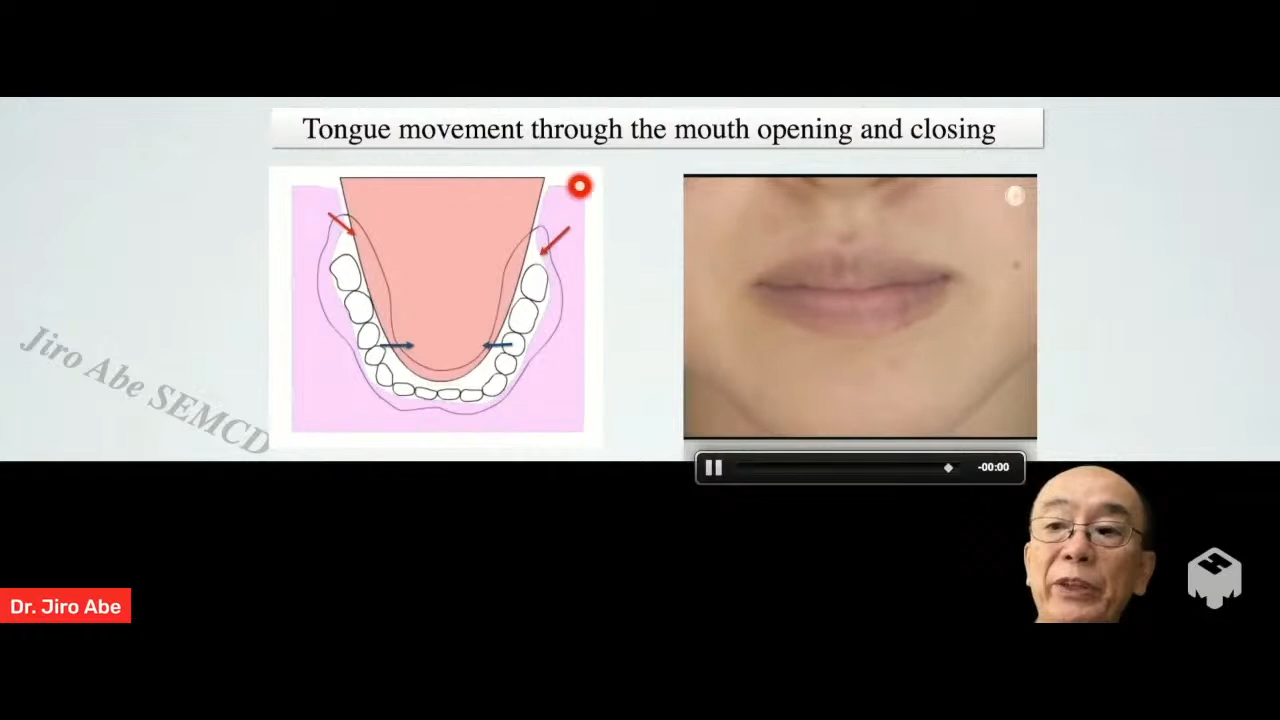 Tongue movement through the mouth opening and closing
Jiro Abe SEMCD
-00:00
Dr. Jiro Abe